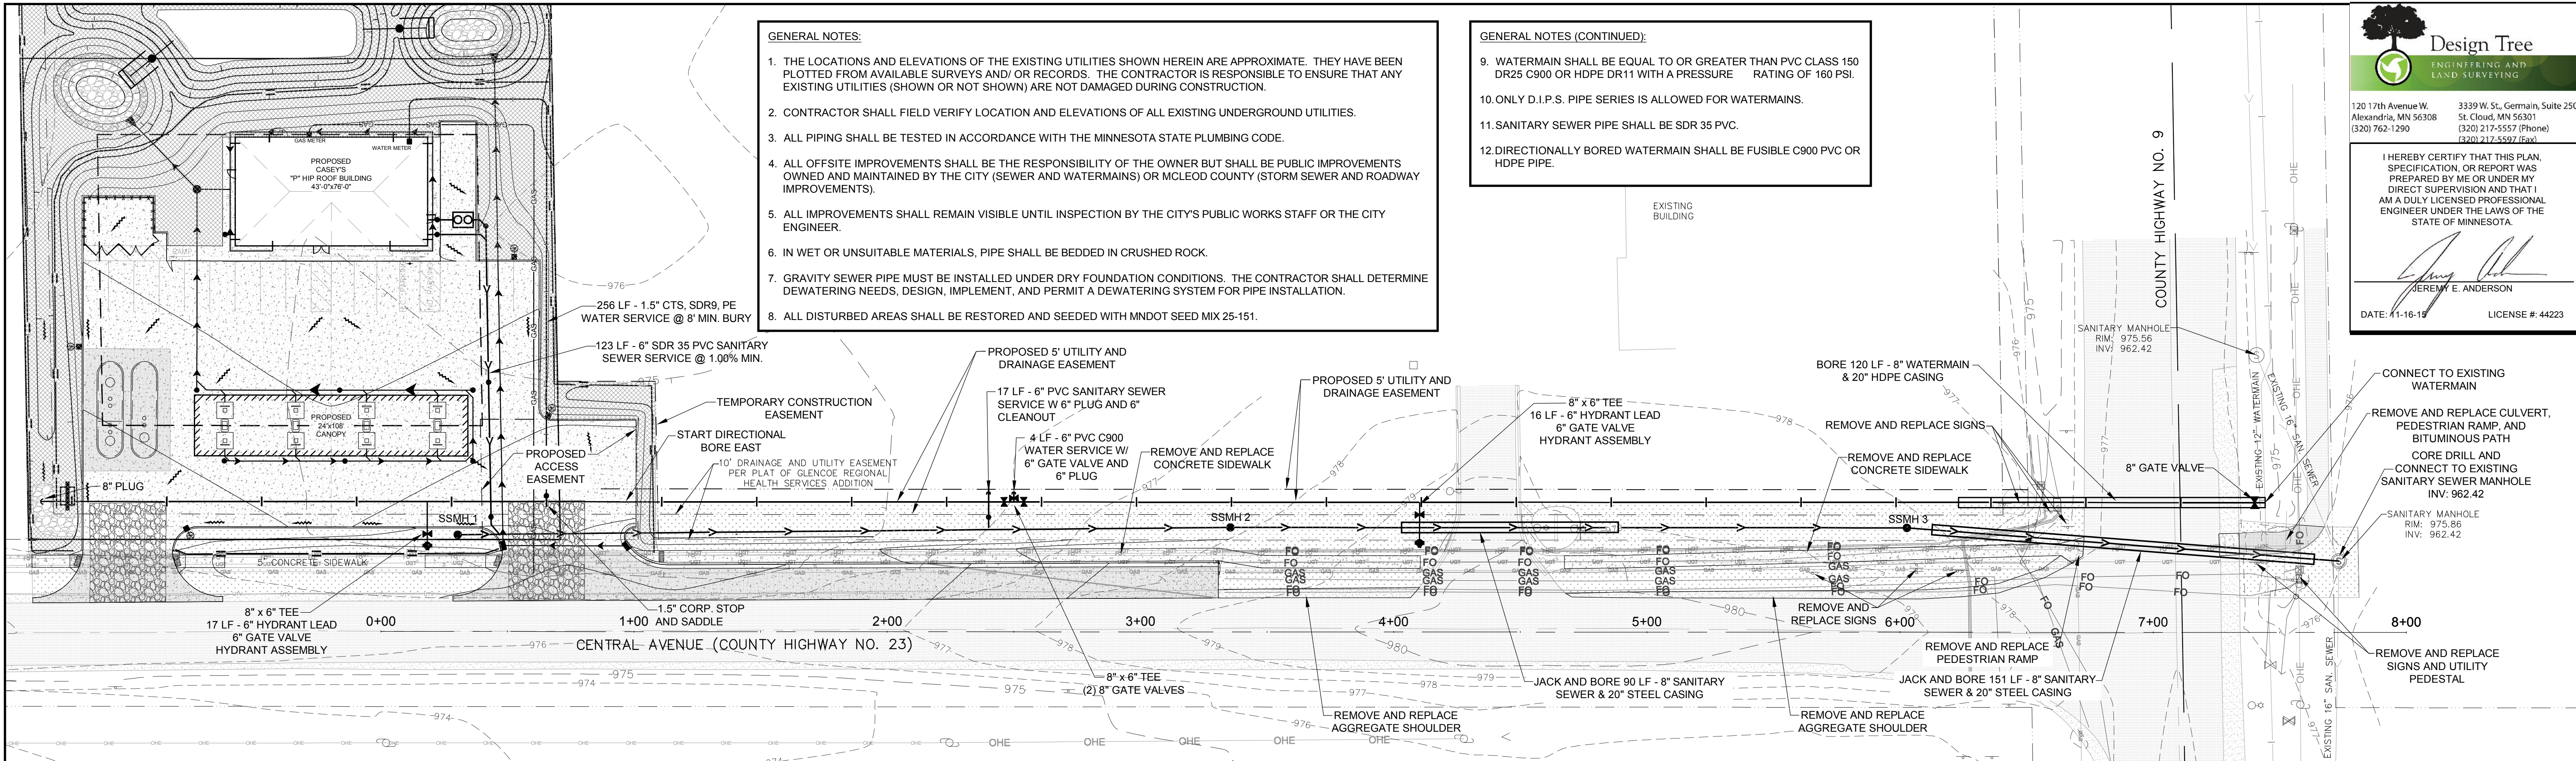 GENERAL NOTES:
1. THE LOCATIONS AND ELEVATIONS OF THE EXISTING UTILITIES SHOWN HEREIN ARE APPROXIMATE. THEY HAVE BEEN
PLOTTED FROM AVAILABLE SURVEYS AND/ OR RECORDS. THE CONTRACTOR IS RESPONSIBLE TO ENSURE THAT ANY
EXISTING UTILITIES (SHOWN OR NOT SHOWN) ARE NOT DAMAGED DURING CONSTRUCTION.
2. CONTRACTOR SHALL FIELD VERIFY LOCATION AND ELEVATIONS OF ALL EXISTING UNDERGROUND UTILITIES.
3. ALL PIPING SHALL BE TESTED IN ACCORDANCE WITH THE MINNESOTA STATE PLUMBING CODE.
4. ALL OFFSITE IMPROVEMENTS SHALL BE THE RESPONSIBILITY OF THE OWNER BUT SHALL BE PUBLIC IMPROVEMENTS
OWNED AND MAINTAINED BY THE CITY (SEWER AND WATERMAINS) OR MCLEOD COUNTY (STORM SEWER AND ROADWAY
IMPROVEMENTS).
5. ALL IMPROVEMENTS SHALL REMAIN VISIBLE UNTIL INSPECTION BY THE CITY'S PUBLIC WORKS STAFF OR THE CITY
ENGINEER.
6. IN WET OR UNSUITABLE MATERIALS, PIPE SHALL BE BEDDED IN CRUSHED ROCK.
7. GRAVITY SEWER PIPE MUST BE INSTALLED UNDER DRY FOUNDATION CONDITIONS. THE CONTRACTOR SHALL DETERMINE
DEWATERING NEEDS, DESIGN, IMPLEMENT, AND PERMIT A DEWATERING SYSTEM FOR PIPE INSTALLATION.
8. ALL DISTURBED AREAS SHALL BE RESTORED AND SEEDED WITH MNDOT SEED MIX 25-151.
GENERAL NOTES (CONTINUED):
9. WATERMAIN SHALL BE EQUAL TO OR GREATER THAN PVC CLASS 150
DR25 C900 OR HDPE DR11 WITH A PRESSURE RATING OF 160 PSI.
10. ONLY D.I.P.S. PIPE SERIES IS ALLOWED FOR WATERMAINS.
11. SANITARY SEWER PIPE SHALL BE SDR 35 PVC.
12. DIRECTIONALLY BORED WATERMAIN SHALL BE FUSIBLE C900 PVC OR
HDPE PIPE.
Design Tree
ENGINEERING AND
LAND SURVEYING
120 17th Avenue W.
Alexandria, MN 56308
(320) 762-1290
3339 W. St., Germain, Suite 250
St. Cloud, MN 56301
(320) 217-5557 (Phone)
(320) 217-5597 (Fax)
I HEREBY CERTIFY THAT THIS PLAN,
SPECIFICATION, OR REPORT WAS
PREPARED BY ME OR UNDER MY
DIRECT SUPERVISION AND THAT I
AM A DULY LICENSED PROFESSIONAL
ENGINEER UNDER THE LAWS OF THE
STATE OF MINNESOTA.
JEREMY E. ANDERSON
DATE: 11-16-15 LICENSE #: 44223
GAS METER
WATER METER
PROPOSED
CASEY'S
"P" HIP ROOF BUILDING
43'-0"x76'-0"
PROPOSED
24'x108'
CANOPY
EXISTING
BUILDING
COUNTY HIGHWAY NO. 9
256 LF - 1.5" CTS, SDR9, PE
WATER SERVICE @ 8' MIN. BURY
123 LF - 6" SDR 35 PVC SANITARY
SEWER SERVICE @ 1.00% MIN.
TEMPORARY CONSTRUCTION
EASEMENT
START DIRECTIONAL
BORE EAST
10' DRAINAGE AND UTILITY EASEMENT
PER PLAT OF GLENCOE REGIONAL
HEALTH SERVICES ADDITION
PROPOSED
ACCESS
EASEMENT
PROPOSED 5' UTILITY AND
DRAINAGE EASEMENT
17 LF - 6" PVC SANITARY SEWER
SERVICE W 6" PLUG AND 6"
CLEANOUT
4 LF - 6" PVC C900
WATER SERVICE W/
6" GATE VALVE AND
6" PLUG
REMOVE AND REPLACE
CONCRETE SIDEWALK
PROPOSED 5' UTILITY AND
DRAINAGE EASEMENT
8" x 6" TEE
16 LF - 6" HYDRANT LEAD
6" GATE VALVE
HYDRANT ASSEMBLY
BORE 120 LF - 8" WATERMAIN
& 20" HDPE CASING
REMOVE AND REPLACE SIGNS
REMOVE AND REPLACE
CONCRETE SIDEWALK
8" GATE VALVE
SANITARY MANHOLE
RIM: 975.56
INV: 962.42
EXISTING 12" WATERMAIN
EXISTING 16" SAN. SEWER
CONNECT TO EXISTING
WATERMAIN
REMOVE AND REPLACE CULVERT,
PEDESTRIAN RAMP, AND
BITUMINOUS PATH
CORE DRILL AND
CONNECT TO EXISTING
SANITARY SEWER MANHOLE
INV: 962.42
SANITARY MANHOLE
RIM: 975.86
INV: 962.42
8" PLUG
SSMH 1
SSMH 2
SSMH 3
5' CONCRETE SIDEWALK
8" x 6" TEE
17 LF - 6" HYDRANT LEAD
6" GATE VALVE
HYDRANT ASSEMBLY
1.5" CORP. STOP
AND SADDLE
0+00
1+00
2+00
3+00
4+00
5+00
6+00
7+00
8+00
CENTRAL AVENUE (COUNTY HIGHWAY NO. 23)
8" x 6" TEE
(2) 8" GATE VALVES
REMOVE AND REPLACE
AGGREGATE SHOULDER
JACK AND BORE 90 LF - 8" SANITARY
SEWER & 20" STEEL CASING
REMOVE AND
REPLACE SIGNS
REMOVE AND REPLACE
AGGREGATE SHOULDER
REMOVE AND REPLACE
PEDESTRIAN RAMP
JACK AND BORE 151 LF - 8" SANITARY
SEWER & 20" STEEL CASING
REMOVE AND REPLACE
SIGNS AND UTILITY
PEDESTAL
EXISTING 16" SAN. SEWER